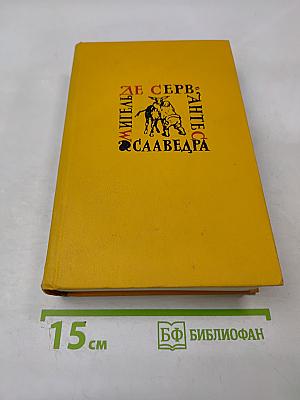 МИГЕЛЬ
ДЕ СЕРВ
АНТЕС
СААВЕДРА
15 см
БФ БИБЛИОФАН